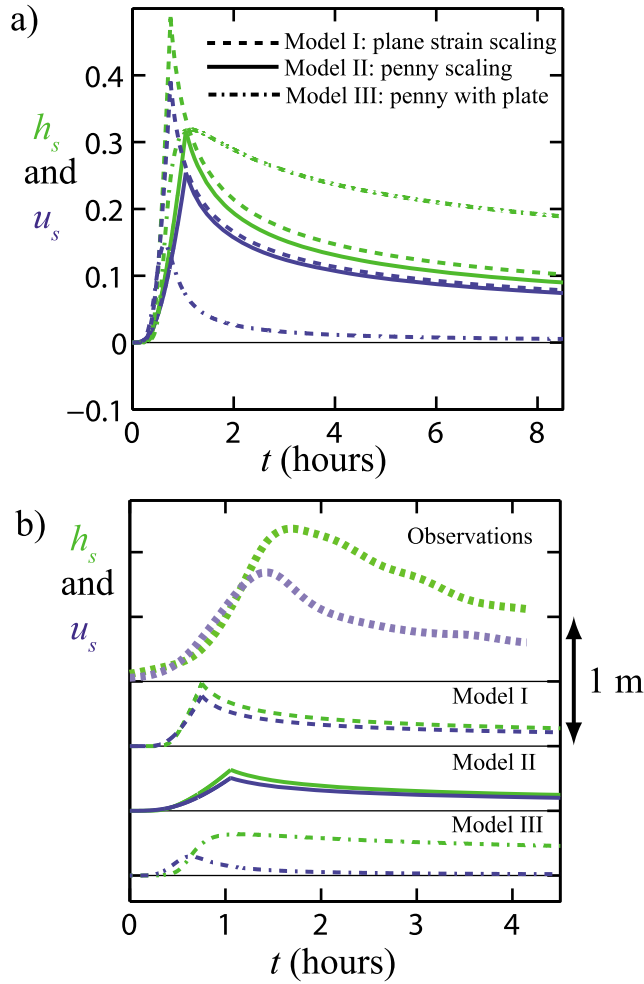 a)
h_s
and
u_s
0.4
0.3
0.2
0.1
0
−0.1
Model I: plane strain scaling
Model II: penny scaling
Model III: penny with plate
0 2 4 6 8
t (hours)
b)
h_s
and
u_s
Observations
1 m
Model I
Model II
Model III
0 1 2 3 4
t (hours)